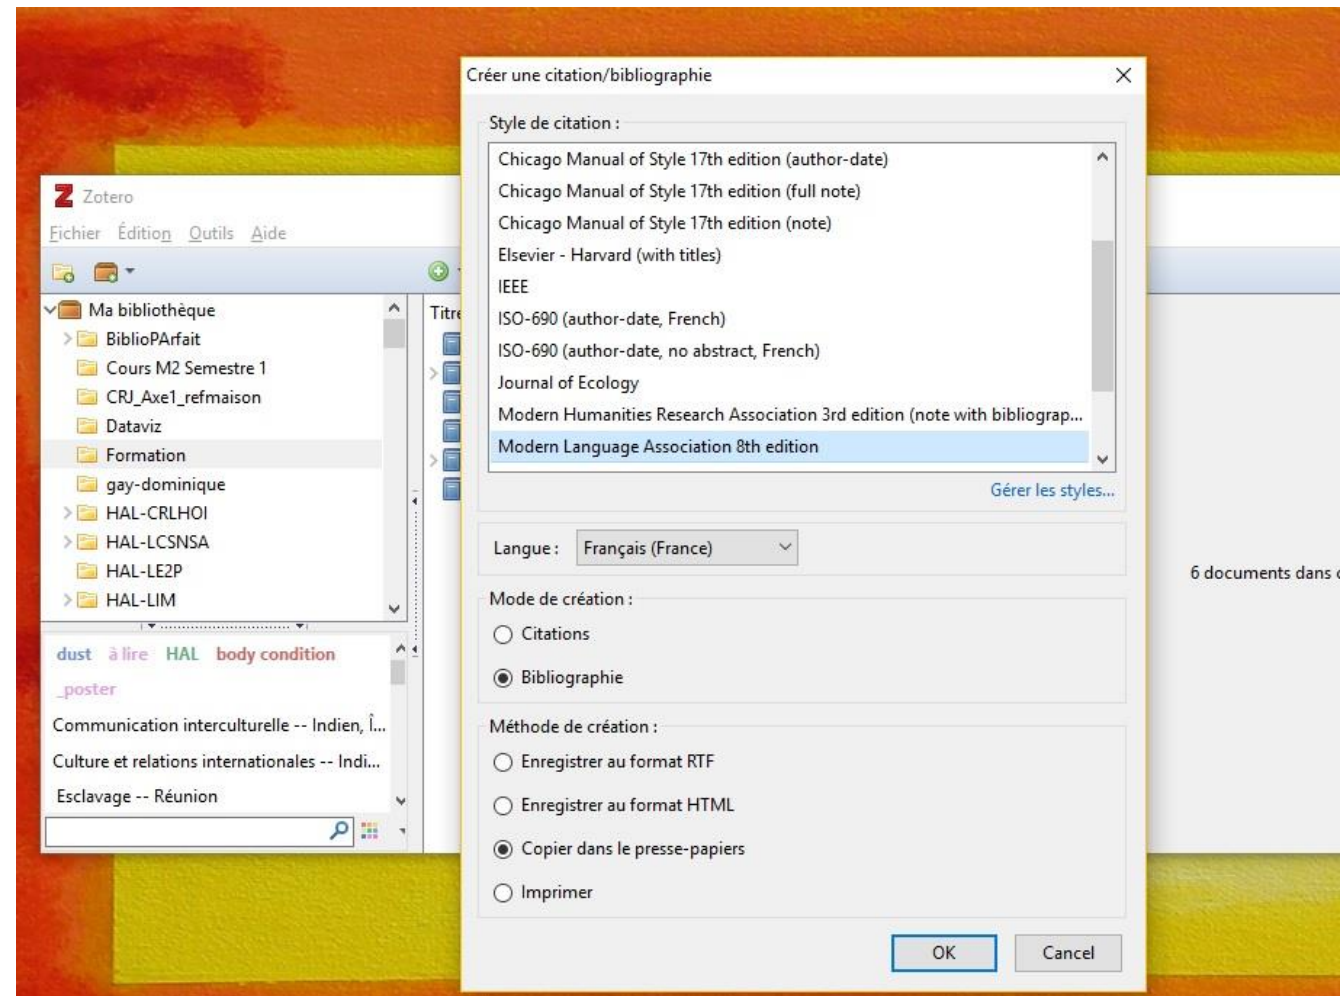 Créer une citation/bibliographie
Style de citation :
Chicago Manual of Style 17th edition (author-date)
Chicago Manual of Style 17th edition (full note)
Chicago Manual of Style 17th edition (note)
Elsevier - Harvard (with titles)
IEEE
ISO-690 (author-date, French)
ISO-690 (author-date, no abstract, French)
Journal of Ecology
Modern Humanities Research Association 3rd edition (note with bibliograp...
Modern Language Association 8th edition
Gérer les styles...
Langue : Français (France)
Mode de création :
Citations
Bibliographie
Méthode de création :
Enregistrer au format RTF
Enregistrer au format HTML
Copier dans le presse-papiers
Imprimer
OK Cancel
Z Zotero
Fichier Édition Outils Aide
Ma bibliothèque
BiblioPArfait
Cours M2 Semestre 1
CRJ_Axe1_refmaison
Dataviz
Formation
gay-dominique
HAL-CRLHOI
HAL-LCSNSA
HAL-LE2P
HAL-LIM
dust à lire HAL body condition
_poster
Communication interculturelle -- Indien, Î...
Culture et relations internationales -- Indi...
Esclavage -- Réunion
Titre
6 documents dans